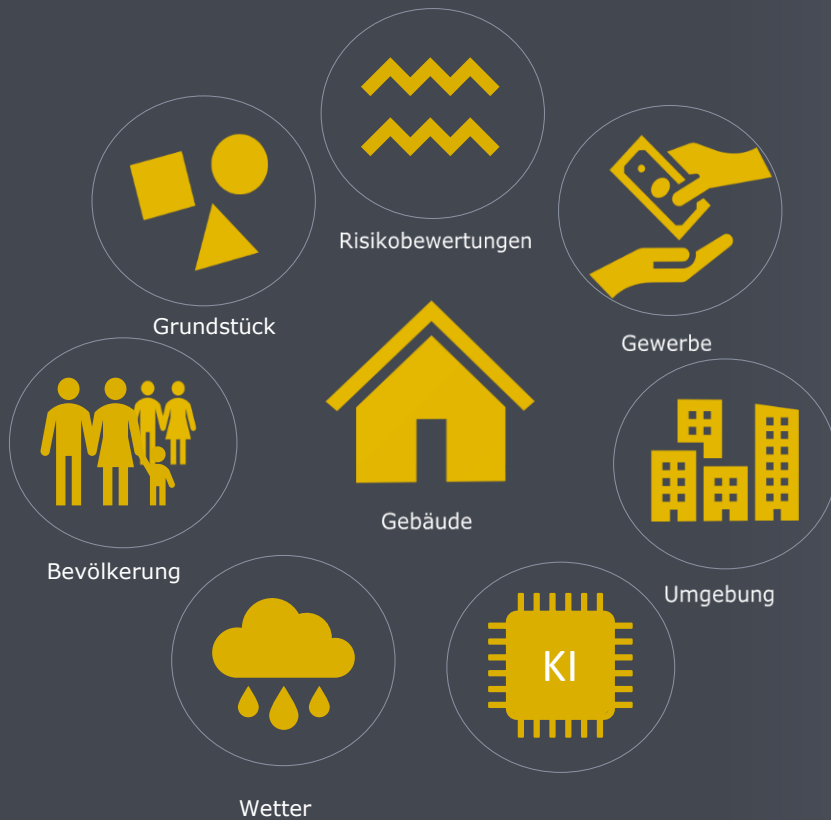 Risikobewertungen
Grundstück
Gewerbe
Gebäude
Bevölkerung
Umgebung
KI
Wetter